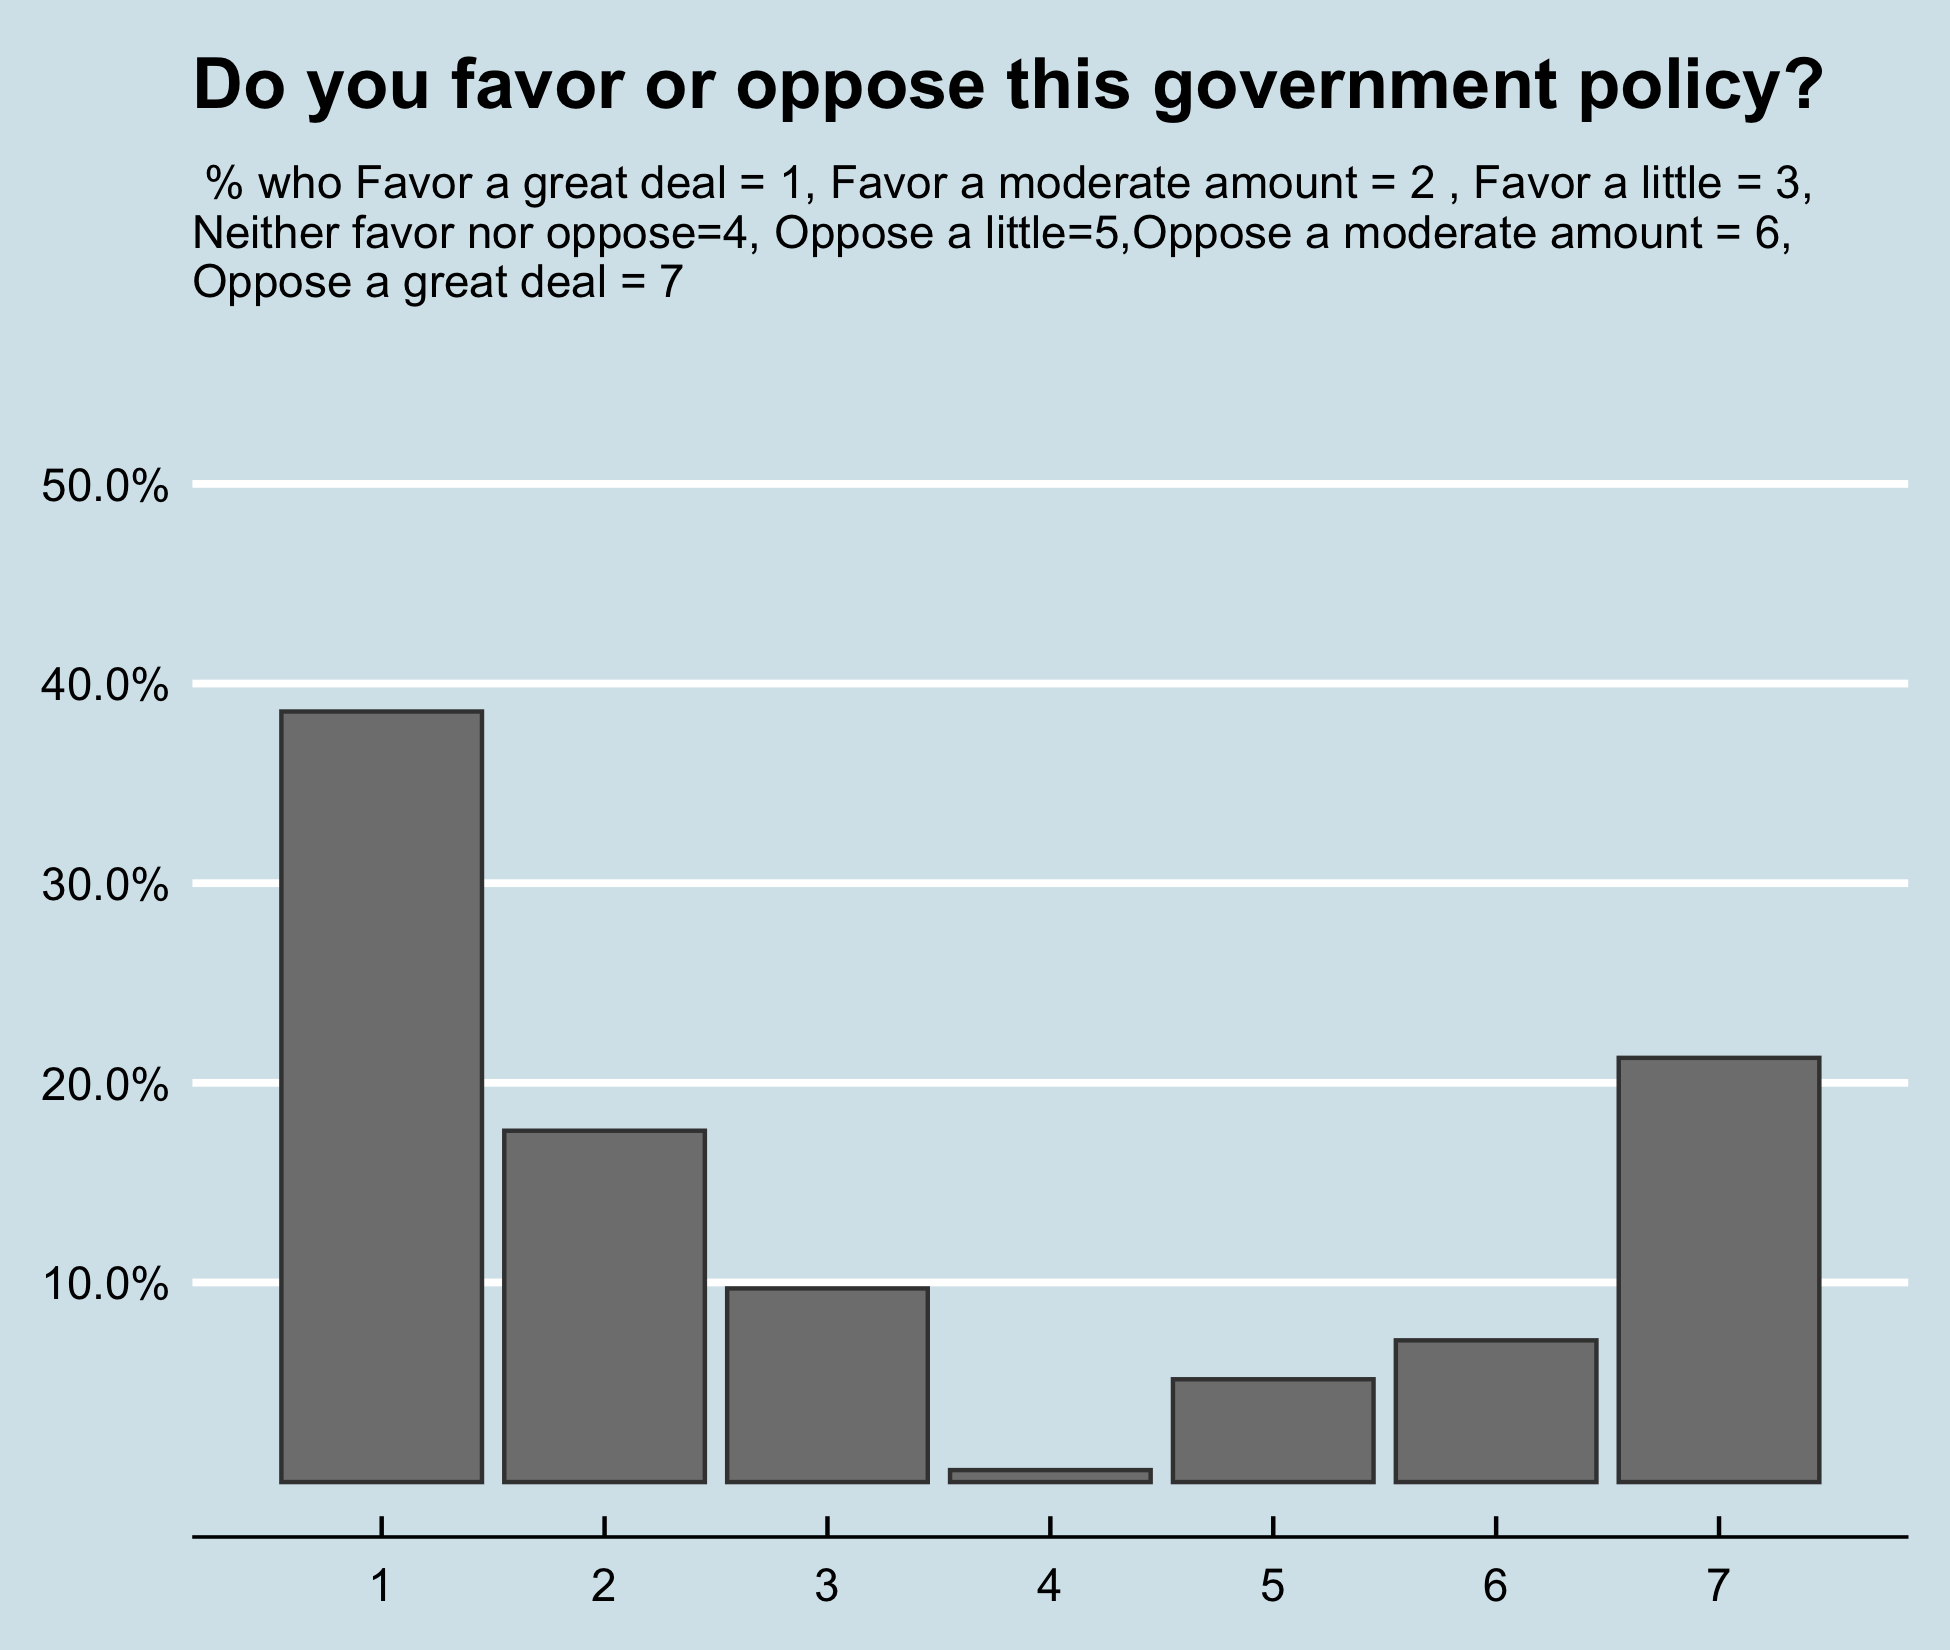 Do you favor or oppose this government policy?
% who Favor a great deal = 1, Favor a moderate amount = 2 , Favor a little = 3,
Neither favor nor oppose=4, Oppose a little=5,Oppose a moderate amount = 6,
Oppose a great deal = 7
50.0%
40.0%
30.0%
20.0%
10.0%
1 2 3 4 5 6 7